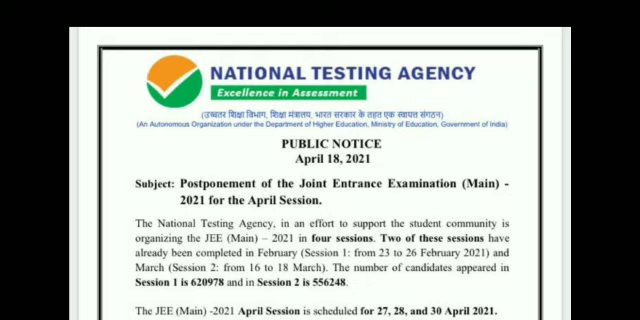 NATIONAL TESTING AGENCY
Excellence in Assessment
(उच्चतर शिक्षा विभाग, शिक्षा मंत्रालय, भारत सरकार के तहत एक स्वायत्त संगठन)
(An Autonomous Organization under the Department of Higher Education, Ministry of Education, Government of India)
PUBLIC NOTICE
April 18, 2021
Subject: Postponement of the Joint Entrance Examination (Main) -
2021 for the April Session.
The National Testing Agency, in an effort to support the student community is
organizing the JEE (Main) – 2021 in four sessions. Two of these sessions have
already been completed in February (Session 1: from 23 to 26 February 2021) and
March (Session 2: from 16 to 18 March). The number of candidates appeared in
Session 1 is 620978 and in Session 2 is 556248.
The JEE (Main) -2021 April Session is scheduled for 27, 28, and 30 April 2021.